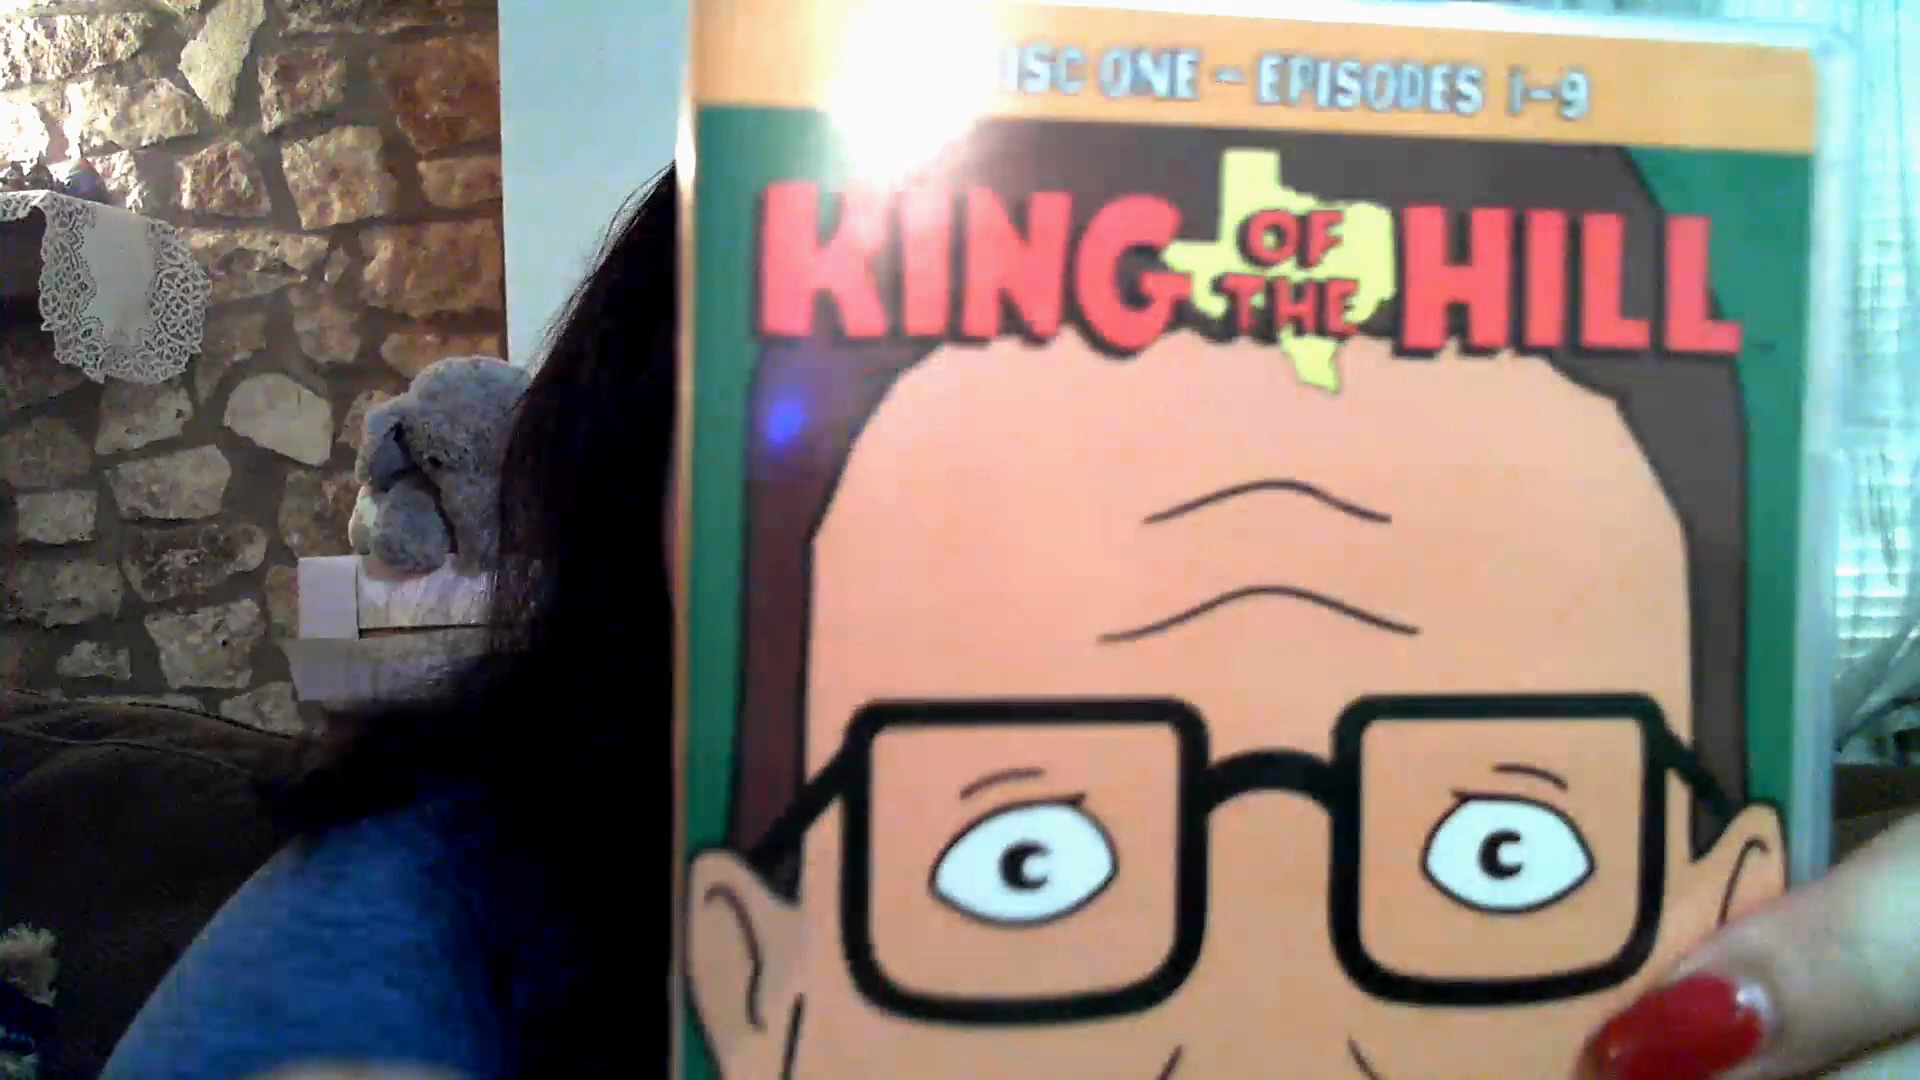 ISC ONE - EPISODES 1-9
KING OF THE HILL